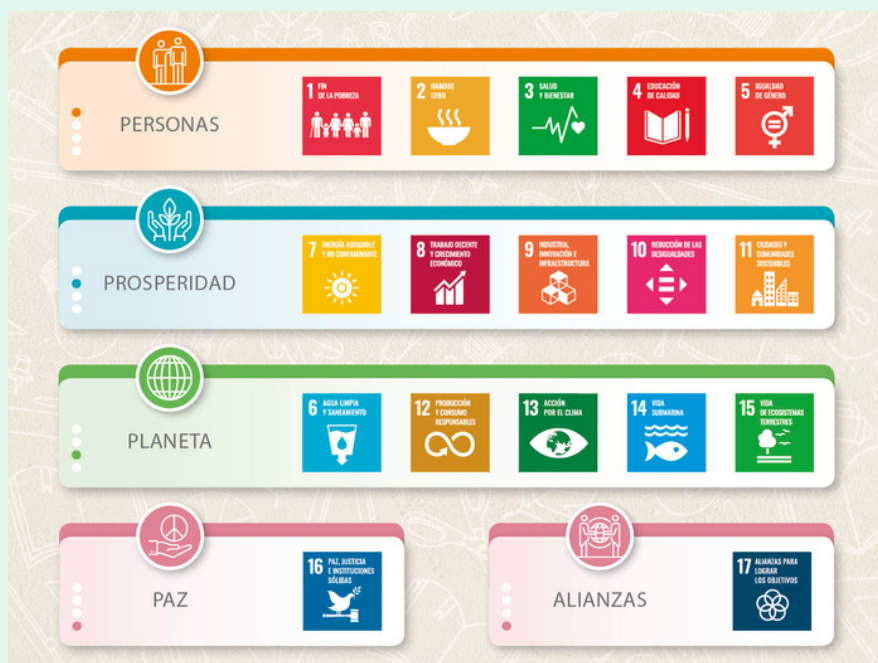 PERSONAS
1 FIN
DE LA POBREZA
2 HAMBRE
CERO
3 SALUD
Y BIENESTAR
4 EDUCACIÓN
DE CALIDAD
5 IGUALDAD
DE GÉNERO
PROSPERIDAD
7 ENERGÍA ASEQUIBLE
Y NO CONTAMINANTE
8 TRABAJO DECENTE
Y CRECIMIENTO
ECONÓMICO
9 INDUSTRIA,
INNOVACIÓN E
INFRAESTRUCTURA
10 REDUCCIÓN DE LAS
DESIGUALDADES
11 CIUDADES Y
COMUNIDADES
SOSTENIBLES
PLANETA
6 AGUA LIMPIA
Y SANEAMIENTO
12 PRODUCCIÓN
Y CONSUMO
RESPONSABLES
13 ACCIÓN
POR EL CLIMA
14 VIDA
SUBMARINA
15 VIDA
DE ECOSISTEMAS
TERRESTRES
PAZ
16 PAZ, JUSTICIA
E INSTITUCIONES
SÓLIDAS
ALIANZAS
17 ALIANZAS PARA
LOGRAR
LOS OBJETIVOS